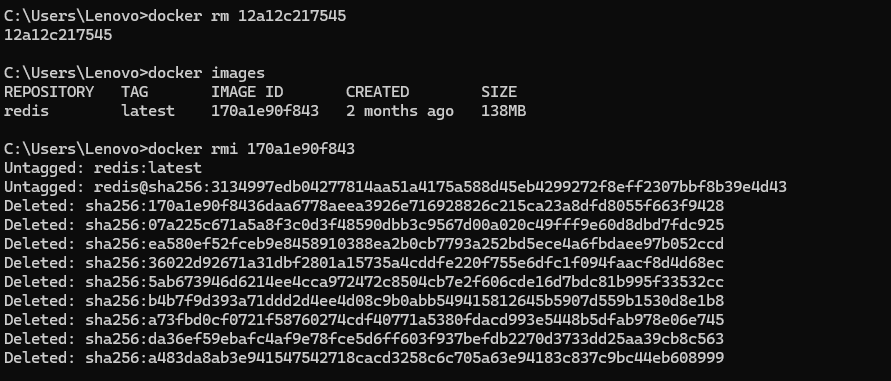 C:\Users\Lenovo>docker rm 12a12c217545
12a12c217545
C:\Users\Lenovo>docker images
REPOSITORY   TAG       IMAGE ID       CREATED        SIZE
redis        latest    170a1e90f843   2 months ago   138MB
C:\Users\Lenovo>docker rmi 170a1e90f843
Untagged: redis:latest
Untagged: redis@sha256:3134997edb04277814aa51a4175a588d45eb4299272f8eff2307bbf8b39e4d43
Deleted: sha256:170a1e90f8436daa6778aeea3926e716928826c215ca23a8dfd8055f663f9428
Deleted: sha256:07a225c671a5a8f3c0d3f48590dbb3c9567d00a020c49fff9e60d8dbd7fdc925
Deleted: sha256:ea580ef52fceb9e8458910388ea2b0cb7793a252bd5ece4a6fbdaee97b052ccd
Deleted: sha256:36022d92671a31dbf2801a15735a4cddfe220f755e6dfc1f094faacf8d4d68ec
Deleted: sha256:5ab673946d6214ee4cca972472c8504cb7e2f606cde16d7bdc81b995f33532cc
Deleted: sha256:b4b7f9d393a71ddd2d4ee4d08c9b0abb549415812645b5907d559b1530d8e1b8
Deleted: sha256:a73fbd0cf0721f58760274cdf40771a5380fdacd993e5448b5dfab978e06e745
Deleted: sha256:da36ef59ebafc4af9e78fce5d6ff603f937befdb2270d3733dd25aa39cb8c563
Deleted: sha256:a483da8ab3e941547542718cacd3258c6c705a63e94183c837c9bc44eb608999